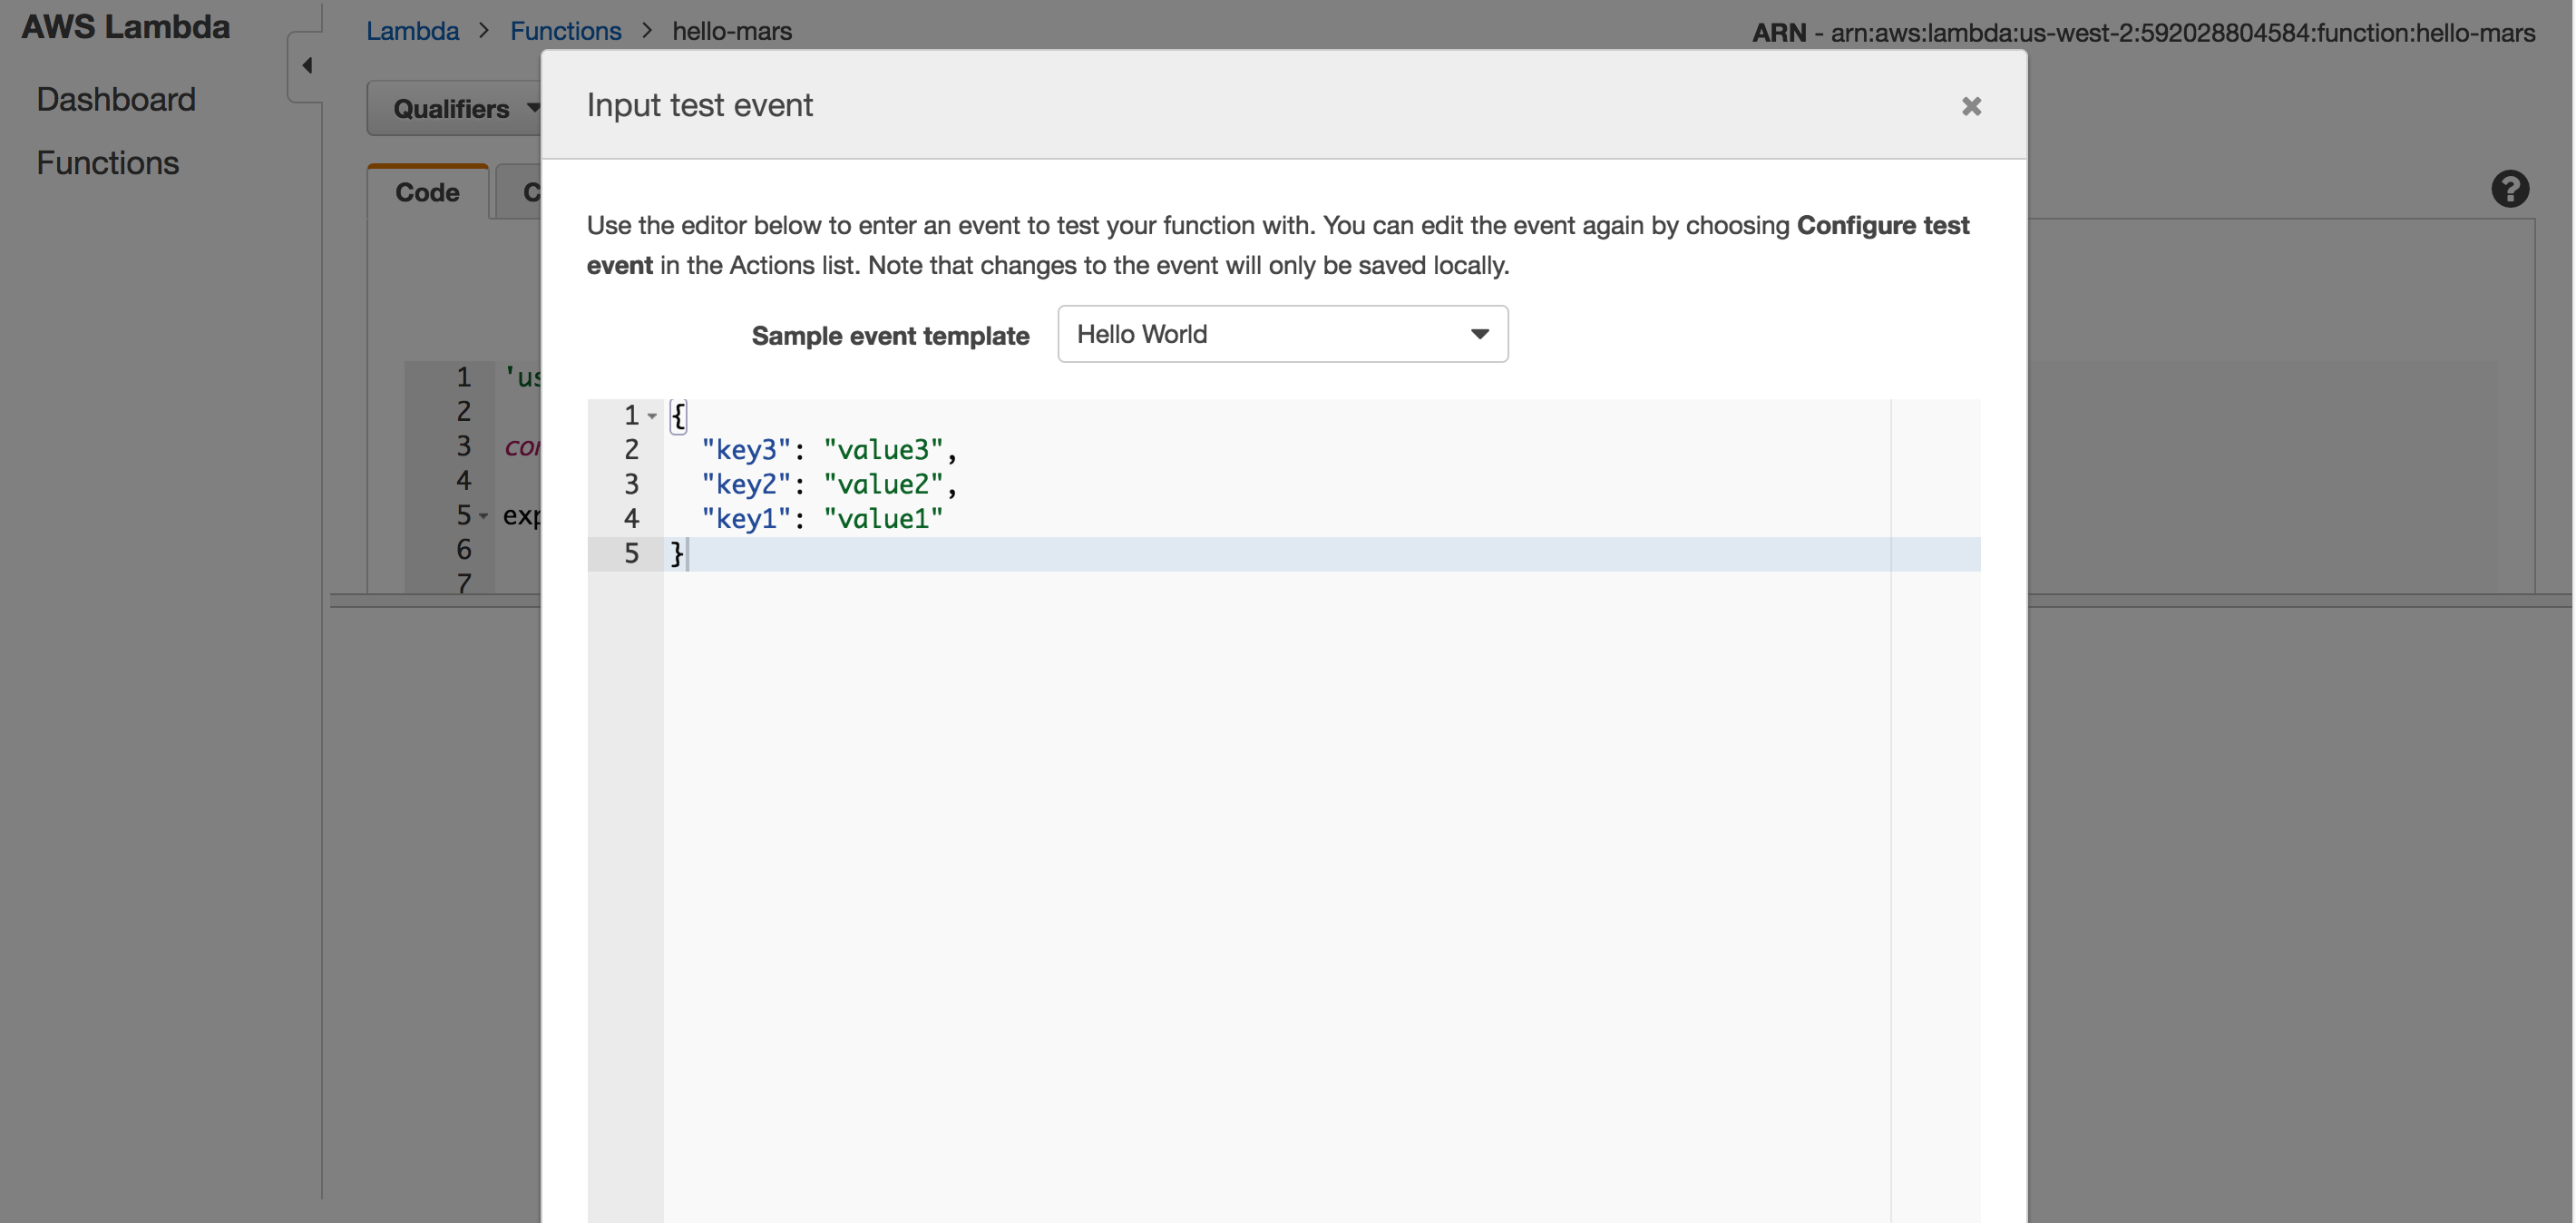 AWS Lambda
Dashboard
Functions
Lambda > Functions > hello-mars
ARN - arn:aws:lambda:us-west-2:592028804584:function:hello-mars
Qualifiers
Code
Input test event
Use the editor below to enter an event to test your function with. You can edit the event again by choosing Configure test
event in the Actions list. Note that changes to the event will only be saved locally.
Sample event template Hello World
1 {
2 "key3": "value3",
3 "key2": "value2",
4 "key1": "value1"
5 }
1
2
3
4
5
6
7